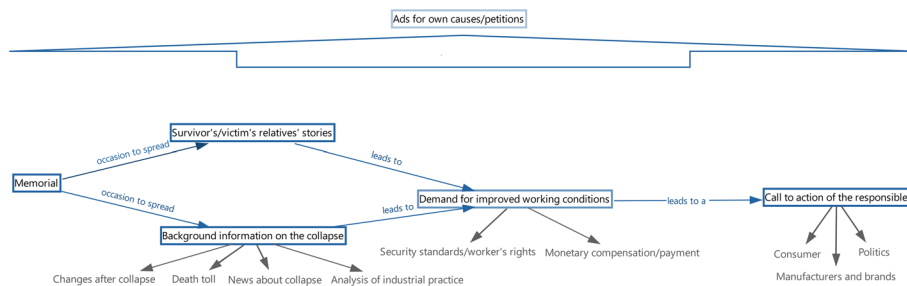 Ads for own causes/petitions
Survivor's/victim's relatives' stories
occasion to spread
leads to
Memorial
occasion to spread
Demand for improved working conditions
leads to a
Call to action of the responsible
leads to
Background information on the collapse
Security standards/worker's rights
Monetary compensation/payment
Consumer
Politics
Changes after collapse
Death toll
News about collapse
Analysis of industrial practice
Manufacturers and brands